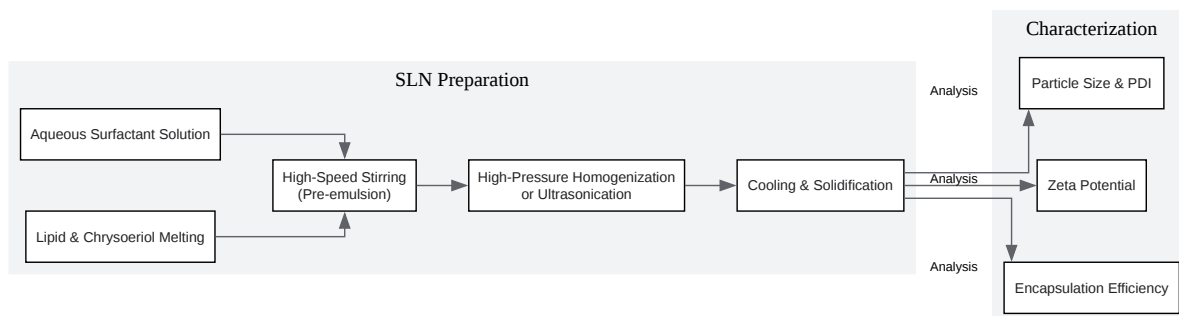 SLN Preparation
Aqueous Surfactant Solution
Lipid & Chrysoeriol Melting
High-Speed Stirring
(Pre-emulsion)
High-Pressure Homogenization
or Ultrasonication
Cooling & Solidification
Analysis
Analysis
Analysis
Characterization
Particle Size & PDI
Zeta Potential
Encapsulation Efficiency